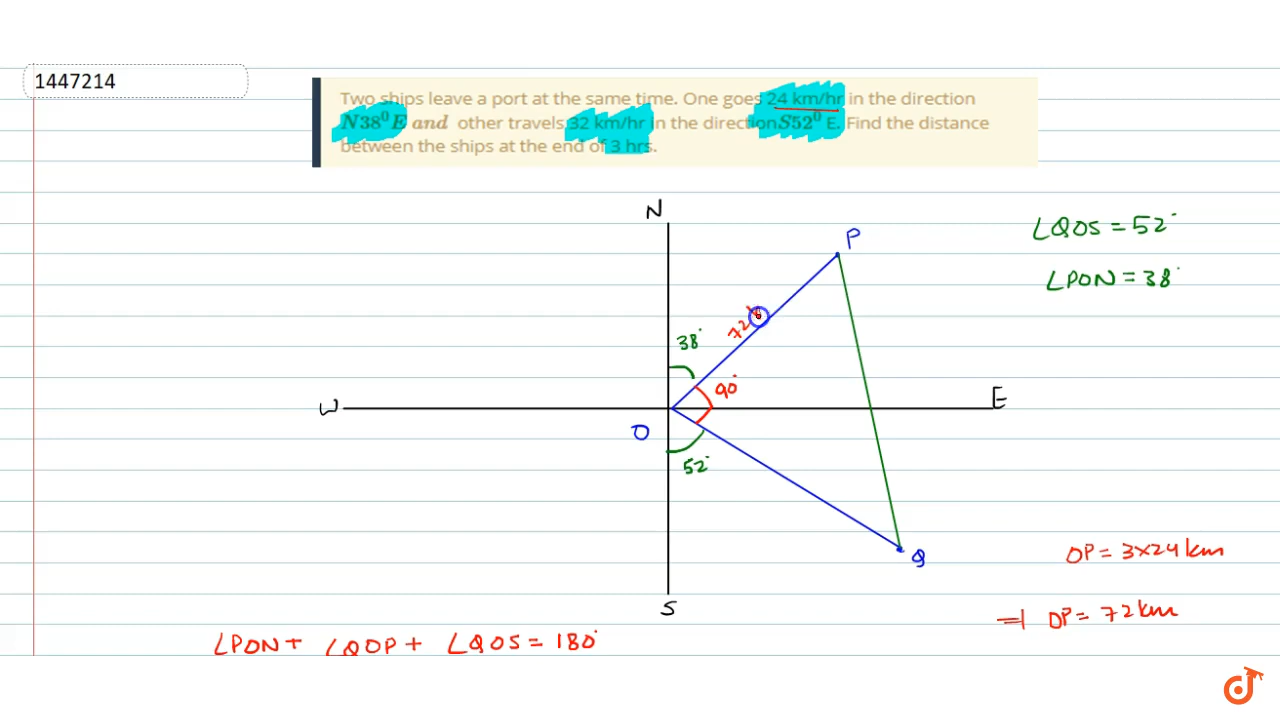 1447214
Two ships leave a port at the same time. One goes 24 km/hr in the direction
N38⁰E and other travels 32 km/hr in the direction S52⁰ E. Find the distance
between the ships at the end of 3 hrs.
N
P
∠QOS = 52°
∠PON = 38°
72
38°
90°
W
E
O
52°
Q
OP = 3×24 km
S
⇒ OP = 72 km
∠PON + ∠QOP + ∠QOS = 180°